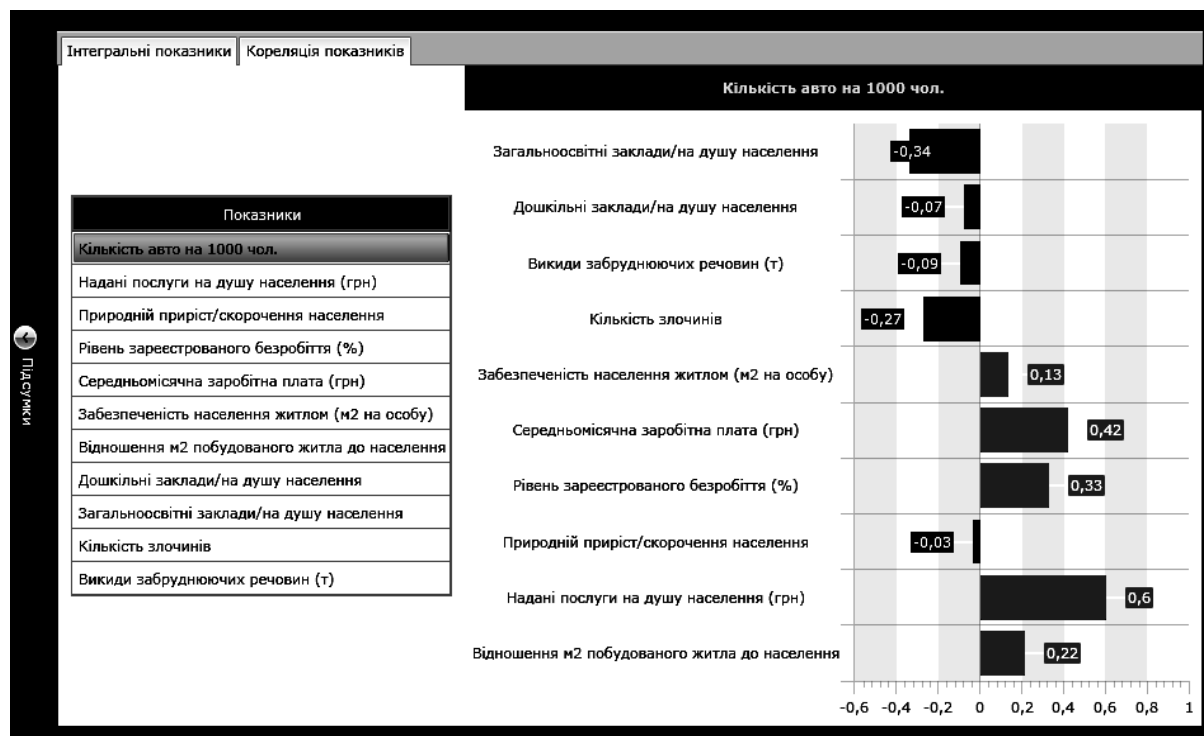 Інтегральні показники
Кореляція показників
Підсумки
Показники
Кількість авто на 1000 чол.
Надані послуги на душу населення (грн)
Природній приріст/скорочення населення
Рівень зареєстрованого безробіття (%)
Середньомісячна заробітна плата (грн)
Забезпеченість населення житлом (м2 на особу)
Відношення м2 побудованого житла до населення
Дошкільні заклади/на душу населення
Загальноосвітні заклади/на душу населення
Кількість злочинів
Викиди забруднюючих речовин (т)
Кількість авто на 1000 чол.
Загальноосвітні заклади/на душу населення -0,34
Дошкільні заклади/на душу населення -0,07
Викиди забруднюючих речовин (т) -0,09
Кількість злочинів -0,27
Забезпеченість населення житлом (м2 на особу) 0,13
Середньомісячна заробітна плата (грн) 0,42
Рівень зареєстрованого безробіття (%) 0,33
Природній приріст/скорочення населення -0,03
Надані послуги на душу населення (грн) 0,6
Відношення м2 побудованого житла до населення 0,22
-0,6 -0,4 -0,2 0 0,2 0,4 0,6 0,8 1